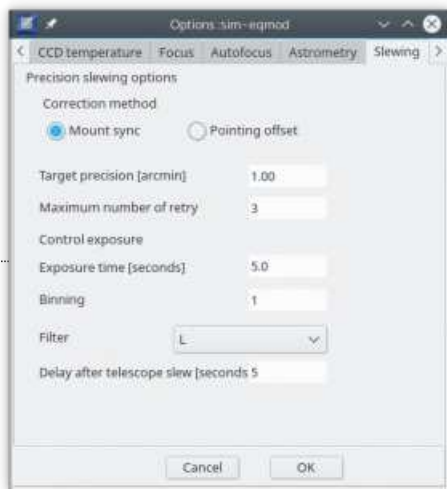 Options :sim-eqmod
CCD temperature Focus Autofocus Astrometry Slewing
Precision slewing options
Correction method
Mount sync Pointing offset
Target precision [arcmin] 1.00
Maximum number of retry 3
Control exposure
Exposure time [seconds] 5.0
Binning 1
Filter L
Delay after telescope slew [seconds 5
Cancel OK